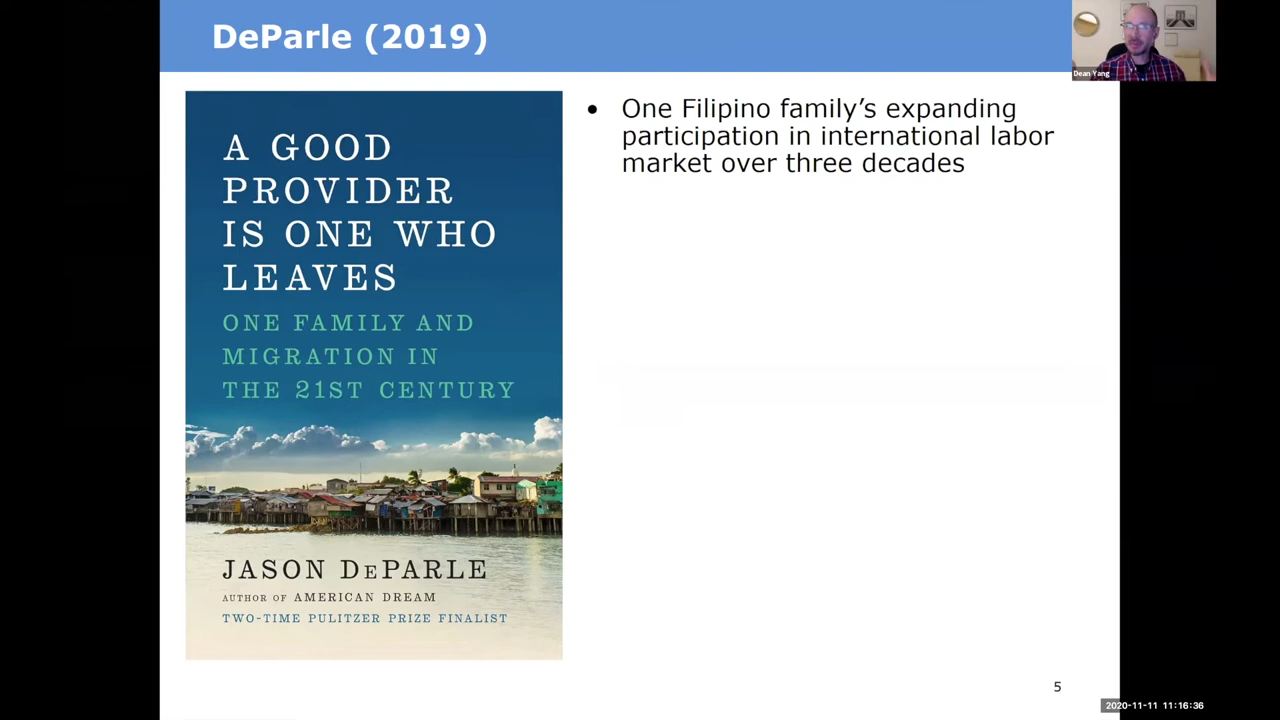 DeParle (2019)
Dean Yang
A GOOD
PROVIDER
IS ONE WHO
LEAVES
ONE FAMILY AND
MIGRATION IN
THE 21ST CENTURY
JASON DEPARLE
AUTHOR OF AMERICAN DREAM
TWO-TIME PULITZER PRIZE FINALIST
• One Filipino family’s expanding
participation in international labor
market over three decades
5
2020-11-11 11:16:36